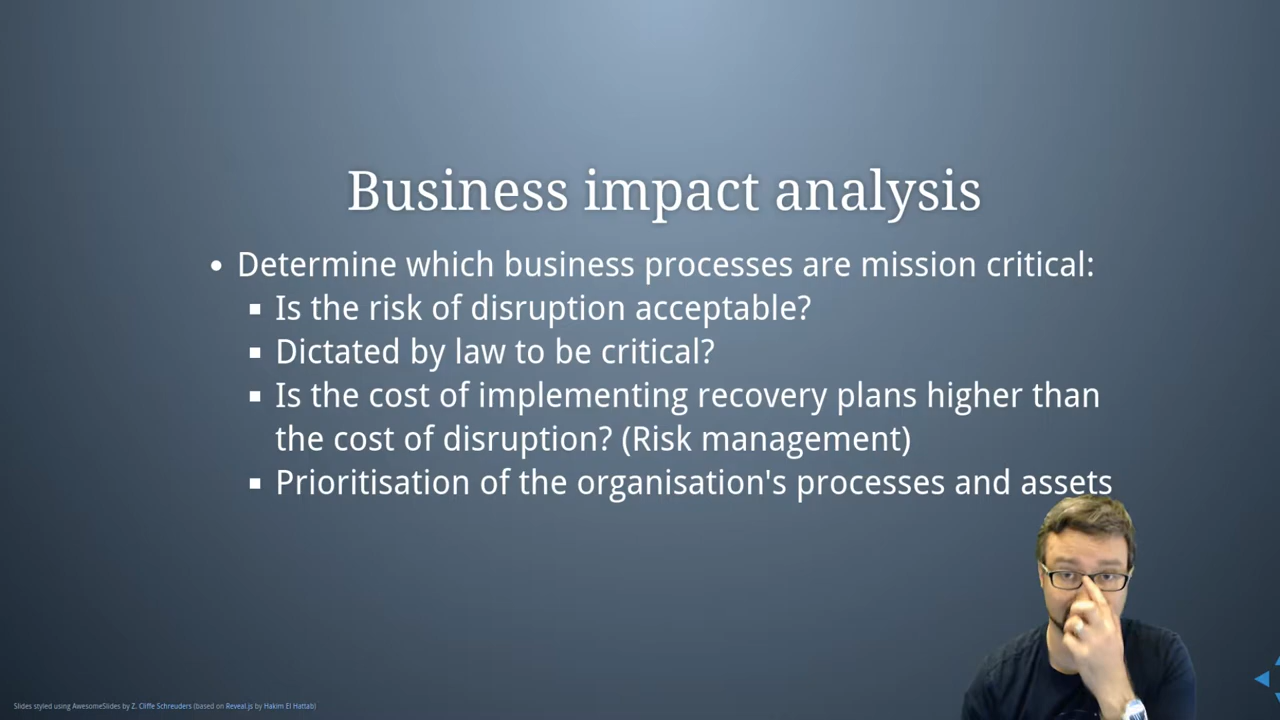 Business impact analysis
• Determine which business processes are mission critical:
▪ Is the risk of disruption acceptable?
▪ Dictated by law to be critical?
▪ Is the cost of implementing recovery plans higher than
the cost of disruption? (Risk management)
▪ Prioritisation of the organisation's processes and assets
Slides styled using AwesomeSlides by Z. Cliffe Schreuders (based on Reveal.js by Hakim El Hattab)